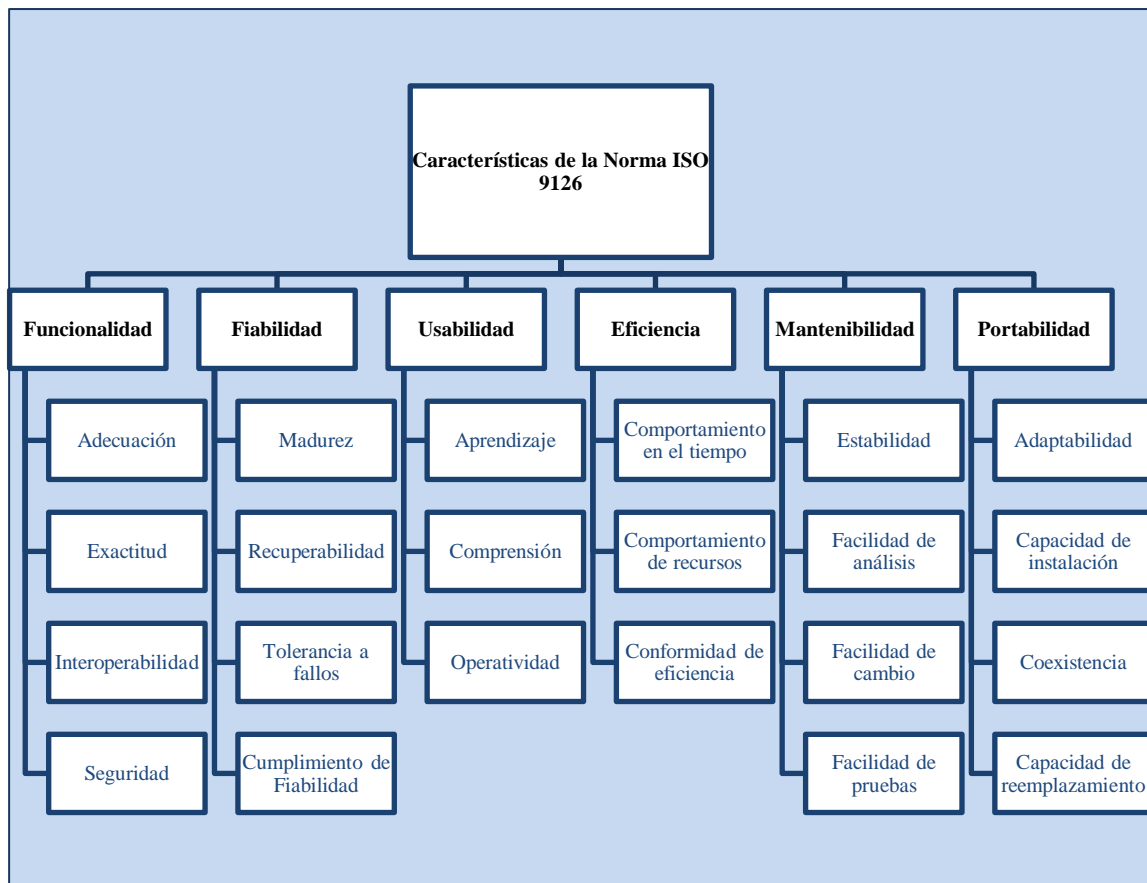 Características de la Norma ISO
9126
Funcionalidad
Adecuación
Exactitud
Interoperabilidad
Seguridad
Fiabilidad
Madurez
Recuperabilidad
Tolerancia a
fallos
Cumplimiento de
Fiabilidad
Usabilidad
Aprendizaje
Comprensión
Operatividad
Eficiencia
Comportamiento
en el tiempo
Comportamiento
de recursos
Conformidad de
eficiencia
Mantenibilidad
Estabilidad
Facilidad de
análisis
Facilidad de
cambio
Facilidad de
pruebas
Portabilidad
Adaptabilidad
Capacidad de
instalación
Coexistencia
Capacidad de
reemplazamiento